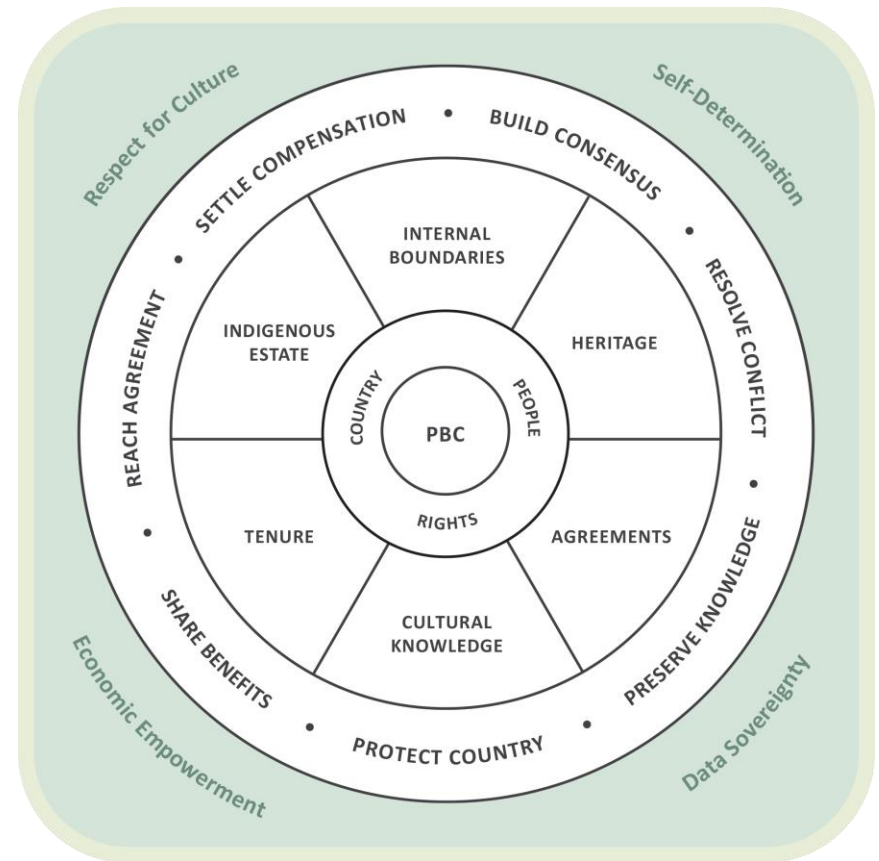 Respect for Culture
Self-Determination
SETTLE COMPENSATION
•
BUILD CONSENSUS
•
RESOLVE CONFLICT
•
PRESERVE KNOWLEDGE
•
PROTECT COUNTRY
•
SHARE BENEFITS
•
REACH AGREEMENT
•
INTERNAL
BOUNDARIES
HERITAGE
AGREEMENTS
CULTURAL
KNOWLEDGE
TENURE
INDIGENOUS
ESTATE
COUNTRY
PEOPLE
RIGHTS
PBC
Economic Empowerment
Data Sovereignty